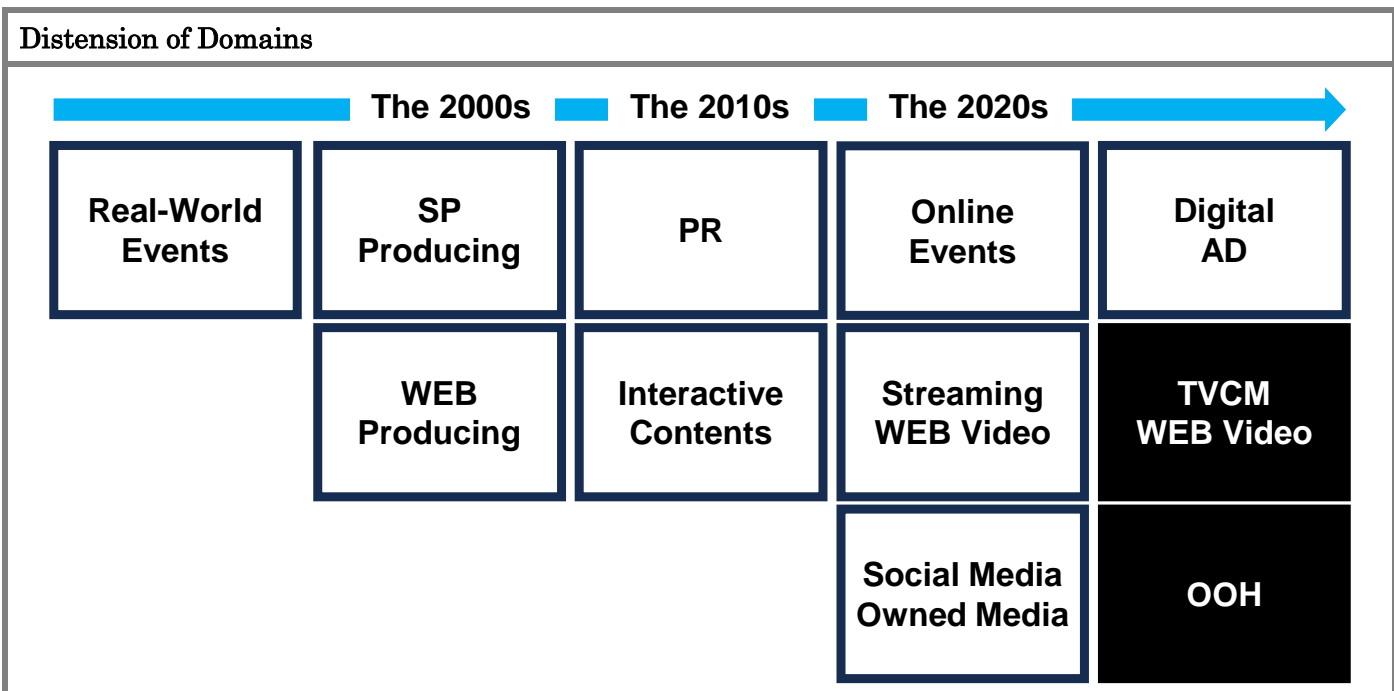 Distension of Domains
The 2000s The 2010s The 2020s
Real-World
Events
SP
Producing
PR
Online
Events
Digital
AD
WEB
Producing
Interactive
Contents
Streaming
WEB Video
TVCM
WEB Video
Social Media
Owned Media
OOH